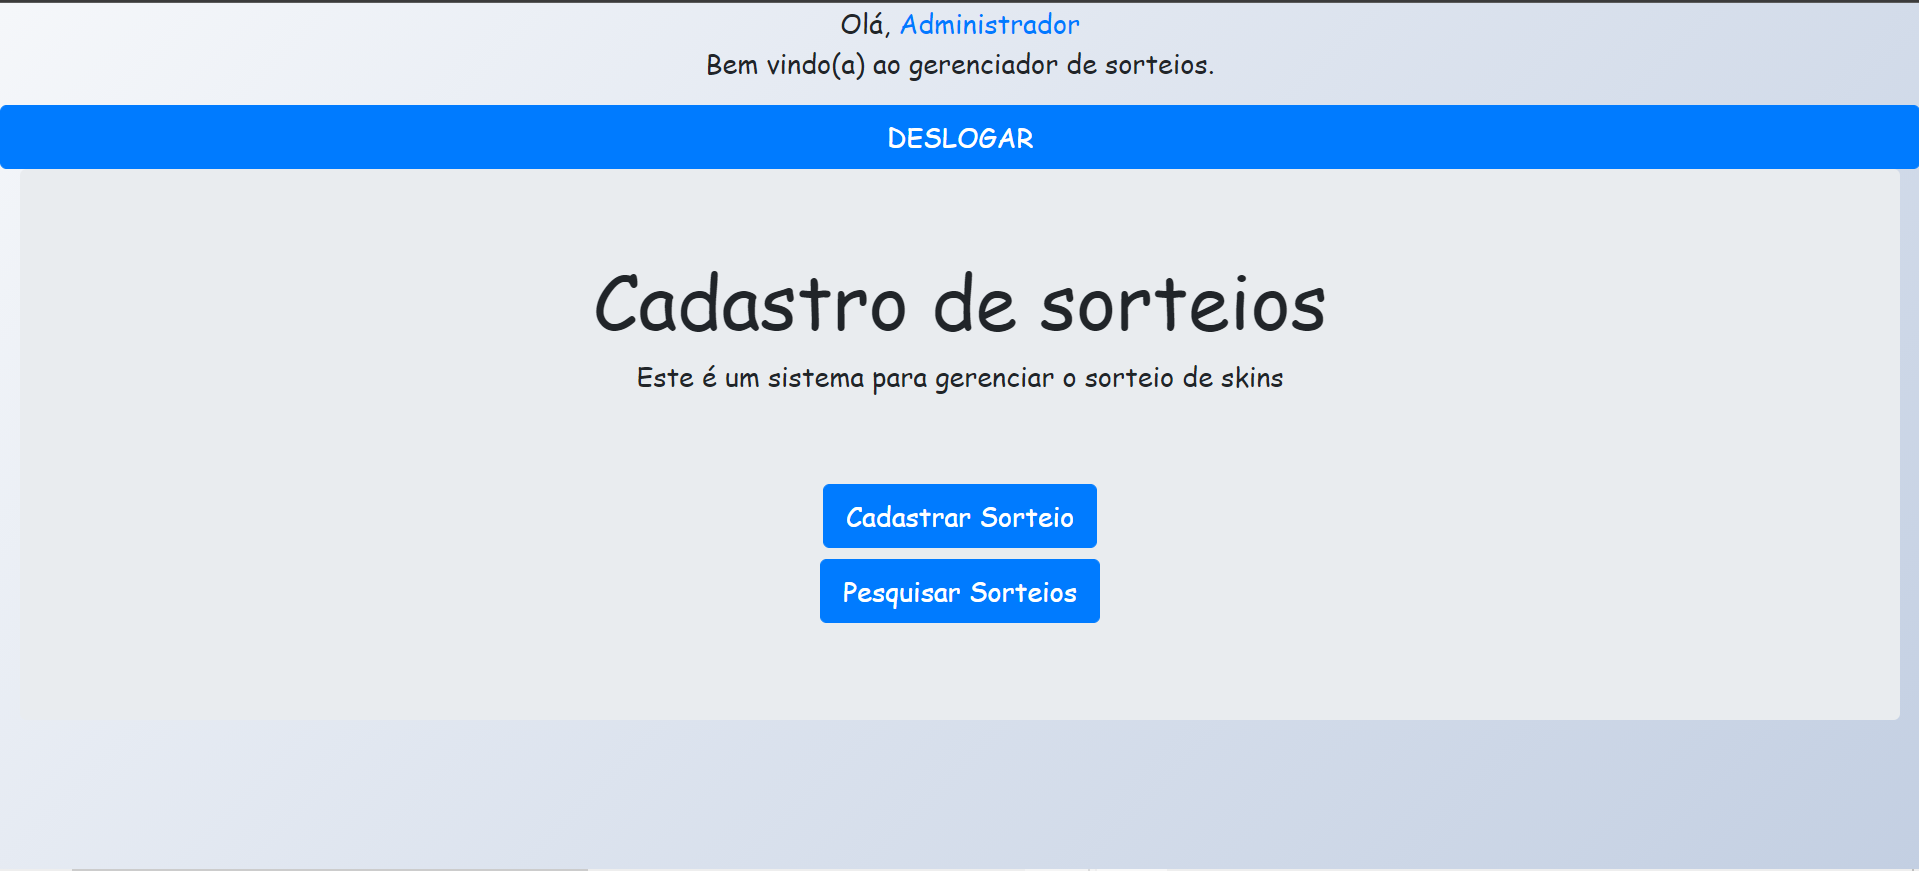 Olá, Administrador
Bem vindo(a) ao gerenciador de sorteios.
DESLOGAR
Cadastro de sorteios
Este é um sistema para gerenciar o sorteio de skins
Cadastrar Sorteio
Pesquisar Sorteios